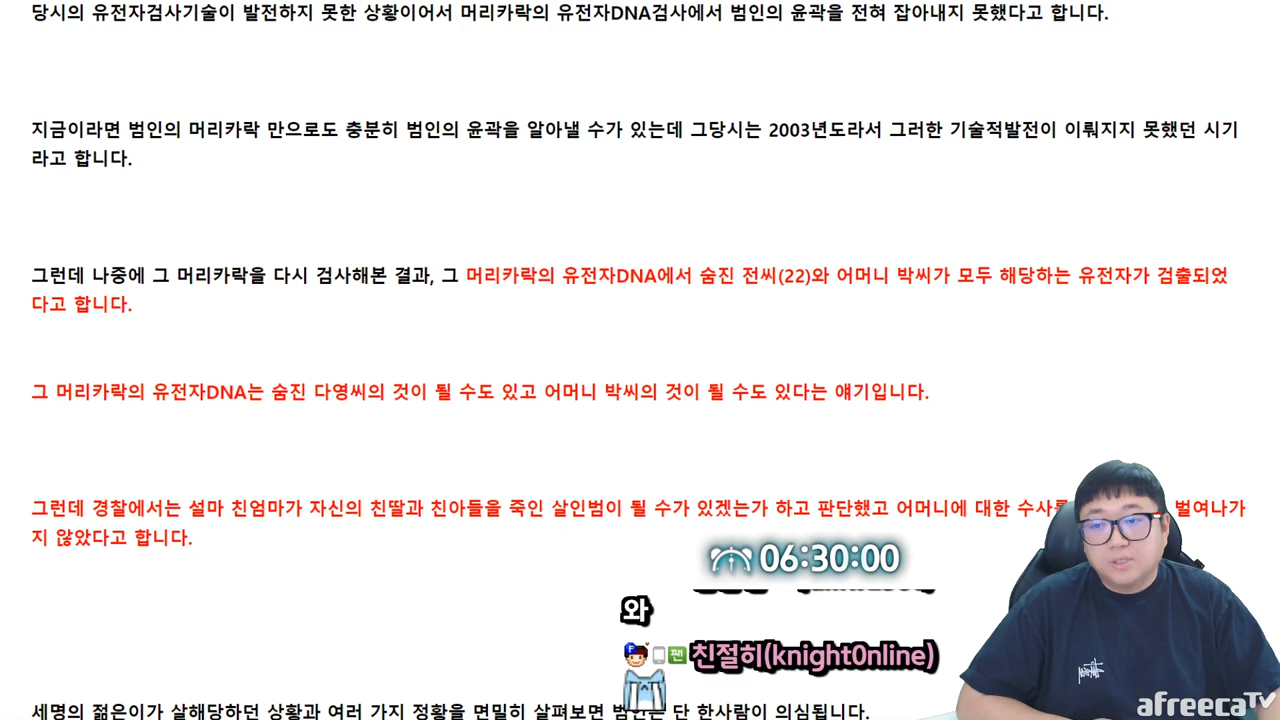 당시의 유전자검사기술이 발전하지 못한 상황이어서 머리카락의 유전자DNA검사에서 범인의 윤곽을 전혀 잡아내지 못했다고 합니다.
지금이라면 범인의 머리카락 만으로도 충분히 범인의 윤곽을 알아낼 수가 있는데 그당시는 2003년도라서 그러한 기술적발전이 이뤄지지 못했던 시기
라고 합니다.
그런데 나중에 그 머리카락을 다시 검사해본 결과, 그 머리카락의 유전자DNA에서 숨진 전씨(22)와 어머니 박씨가 모두 해당하는 유전자가 검출되었
다고 합니다.
그 머리카락의 유전자DNA는 숨진 다영씨의 것이 될 수도 있고 어머니 박씨의 것이 될 수도 있다는 얘기입니다.
그런데 경찰에서는 설마 친엄마가 자신의 친딸과 친아들을 죽인 살인범이 될 수가 있겠는가 하고 판단했고 어머니에 대한 벌여나가
지 않았다고 합니다.
06:30:00
와
친절히(knight0nline)
세명의 젊은이가 살해당하던 상황과 여러 가지 정황을 면밀히 살펴보면 범인은 단 한사람이 의심됩니다.
afreecaTV